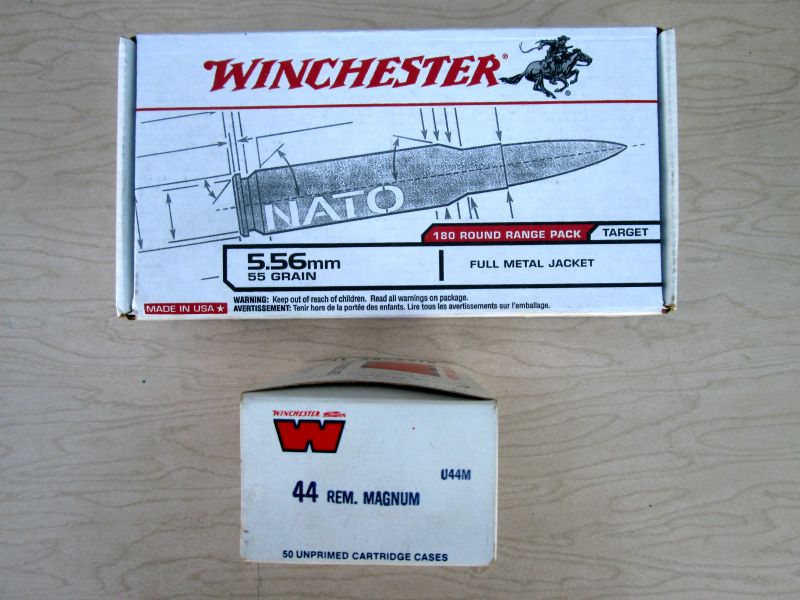 WINCHESTER®
NATO
180 ROUND RANGE PACK TARGET
5.56mm FULL METAL JACKET
55 GRAIN
WARNING: Keep out of reach of children. Read all warnings on package.
MADE IN USA AVERTISSEMENT: Tenir hors de la portée des enfants. Lire tous les avertissements sur l'emballage.
WINCHESTER Western
W
U44M
44 REM. MAGNUM
50 UNPRIMED CARTRIDGE CASES